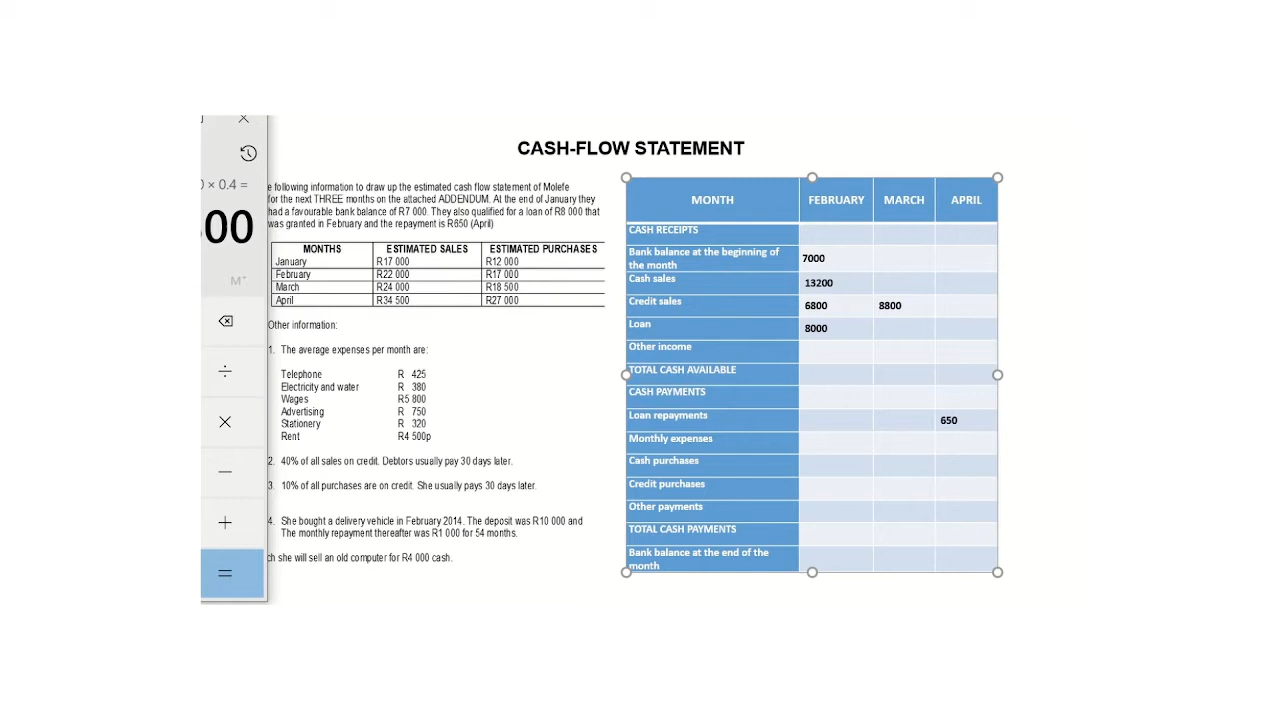 CASH-FLOW STATEMENT
× 0.4 =
00
M+
÷
×
−
+
=
following information to draw up the estimated cash flow statement of Molefe
for the next THREE months on the attached ADDENDUM. At the end of January they
had a favourable bank balance of R7 000. They also qualified for a loan of R8 000 that
was granted in February and the repayment is R650 (April)
MONTHS ESTIMATED SALES ESTIMATED PURCHASES
January R17 000 R12 000
February R22 000 R17 000
March R24 000 R18 500
April R34 500 R27 000
Other information:
1. The average expenses per month are:
Telephone R 425
Electricity and water R 380
Wages R5 800
Advertising R 750
Stationery R 320
Rent R4 500p
2. 40% of all sales on credit. Debtors usually pay 30 days later.
3. 10% of all purchases are on credit. She usually pays 30 days later.
4. She bought a delivery vehicle in February 2014. The deposit was R10 000 and
The monthly repayment thereafter was R1 000 for 54 months.
she will sell an old computer for R4 000 cash.
MONTH FEBRUARY MARCH APRIL
CASH RECEIPTS
Bank balance at the beginning of
the month 7000
Cash sales 13200
Credit sales 6800 8800
Loan 8000
Other income
TOTAL CASH AVAILABLE
CASH PAYMENTS
Loan repayments 650
Monthly expenses
Cash purchases
Credit purchases
Other payments
TOTAL CASH PAYMENTS
Bank balance at the end of the
month